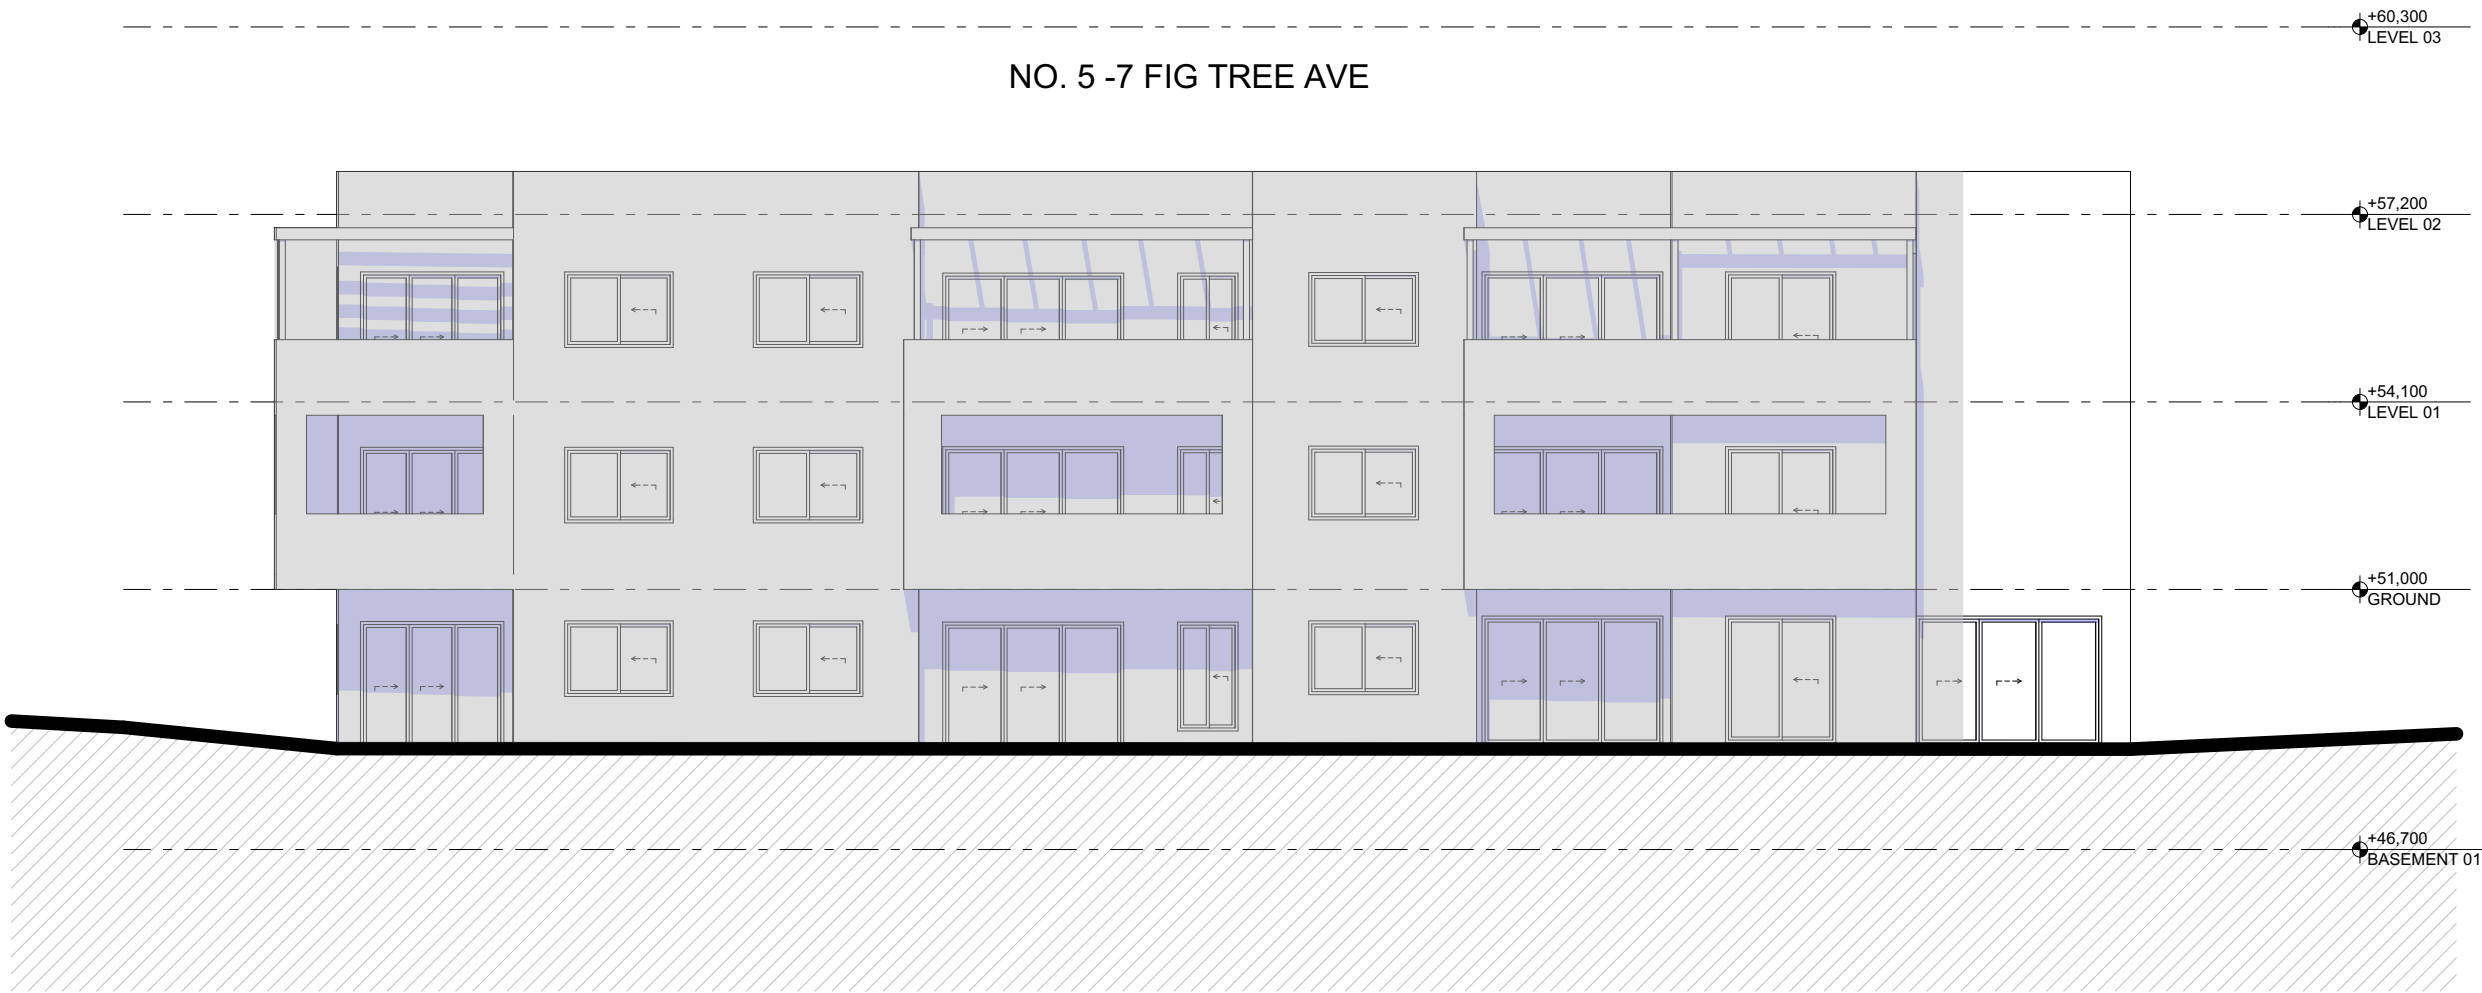 +60,300
LEVEL 03
NO. 5 -7 FIG TREE AVE
+57,200
LEVEL 02
+54,100
LEVEL 01
+51,000
GROUND
+46,700
BASEMENT 01